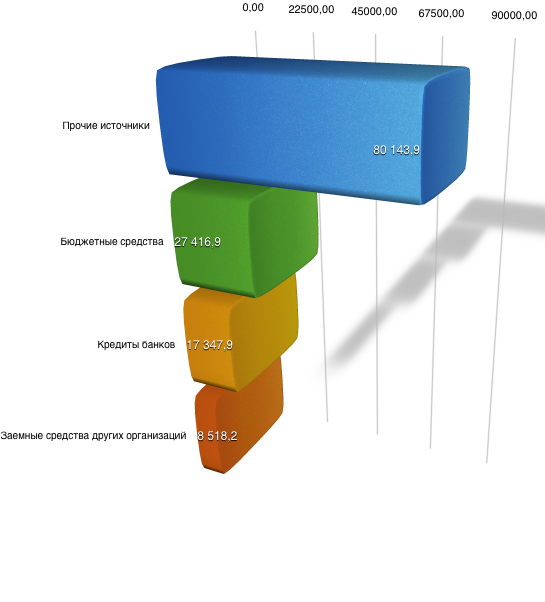 0,00 22500,00 45000,00 67500,00 90000,00
Прочие источники 80 143,9
Бюджетные средства 27 416,9
Кредиты банков 17 347,9
Заемные средства других организаций 8 518,2